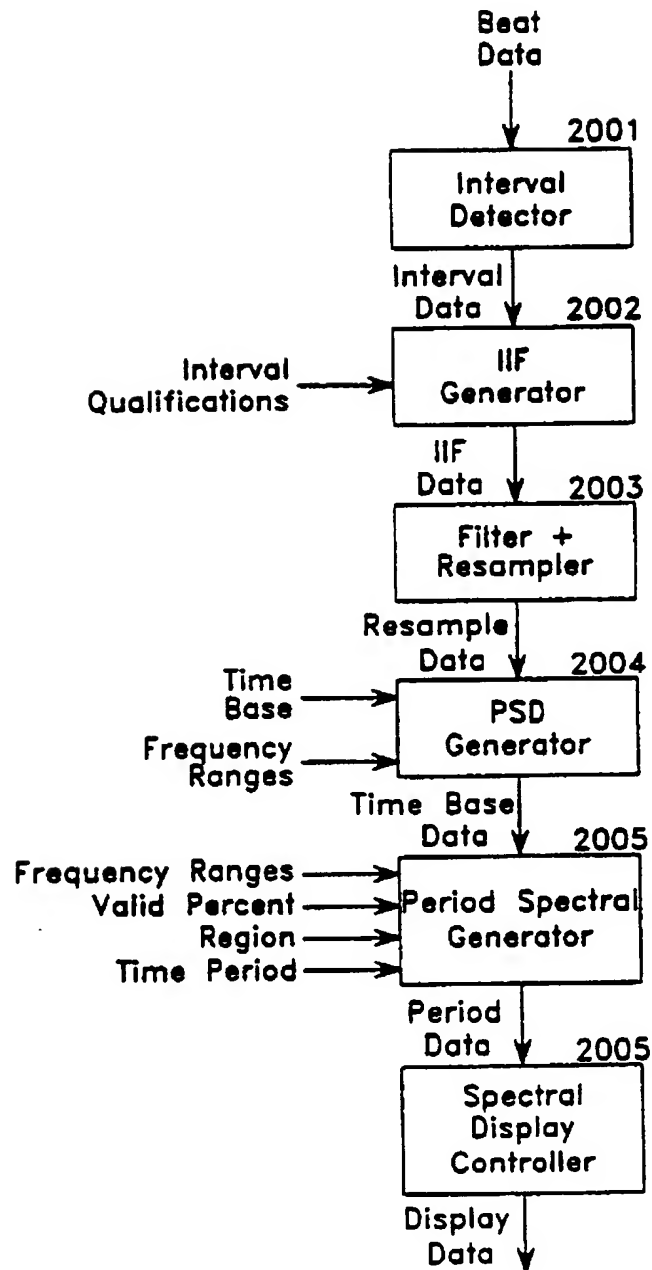 Beat
Data
2001
Interval
Detector
Interval
Data
2002
Interval
Qualifications
IIF
Generator
IIF
Data
2003
Filter +
Resampler
Resample
Data
2004
Time
Base
Frequency
Ranges
PSD
Generator
Time Base
Data
2005
Frequency Ranges
Valid Percent
Region
Time Period
Period Spectral
Generator
Period
Data
2005
Spectral
Display
Controller
Display
Data